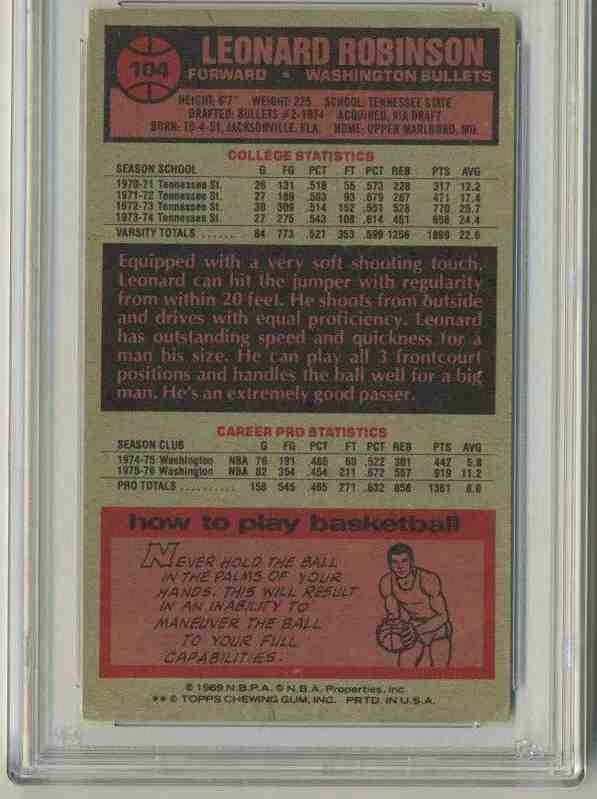 104
LEONARD ROBINSON
FORWARD • WASHINGTON BULLETS
HEIGHT: 6'7" WEIGHT: 225 SCHOOL: TENNESSEE STATE
DRAFTED: BULLETS #2-1974 ACQUIRED: VIA DRAFT
BORN: 10-4-51, JACKSONVILLE, FLA. HOME: UPPER MARLBORO, MD.
COLLEGE STATISTICS
SEASON SCHOOL G FG PCT FT PCT REB PTS AVG
1970-71 Tennessee St. 26 131 .518 55 .573 228 317 12.2
1971-72 Tennessee St. 27 189 .503 93 .679 267 471 17.4
1972-73 Tennessee St. 30 309 .514 152 .551 528 770 25.7
1973-74 Tennessee St. 27 275 .543 108 .614 461 658 24.4
VARSITY TOTALS ...... 84 773 .521 353 .599 1256 1899 22.6
Equipped with a very soft shooting touch,
Leonard can hit the jumper with regularity
from within 20 feet. He shoots from outside
and drives with equal proficiency. Leonard
has outstanding speed and quickness for a
man his size. He can play all 3 frontcourt
positions and handles the ball well for a big
man. He's an extremely good passer.
CAREER PRO STATISTICS
SEASON CLUB G FG PCT FT PCT REB PTS AVG
1974-75 Washington NBA 76 191 60 .522 301 442 5.8
1975-76 Washington NBA 82 354 211 .672 557 919 11.2
PRO TOTALS .......... 158 545 271 .632 858 1361
how to play basketball
NEVER HOLD THE BALL
IN THE PALMS OF YOUR
HANDS. THIS WILL RESULT
IN AN INABILITY TO
MANEUVER THE BALL
TO YOUR FULL
CAPABILITIES.
© 1969 N.B.P.A. © N.B.A. Properties, Inc.
** © TOPPS CHEWING GUM, INC. PRTD. IN U.S.A.